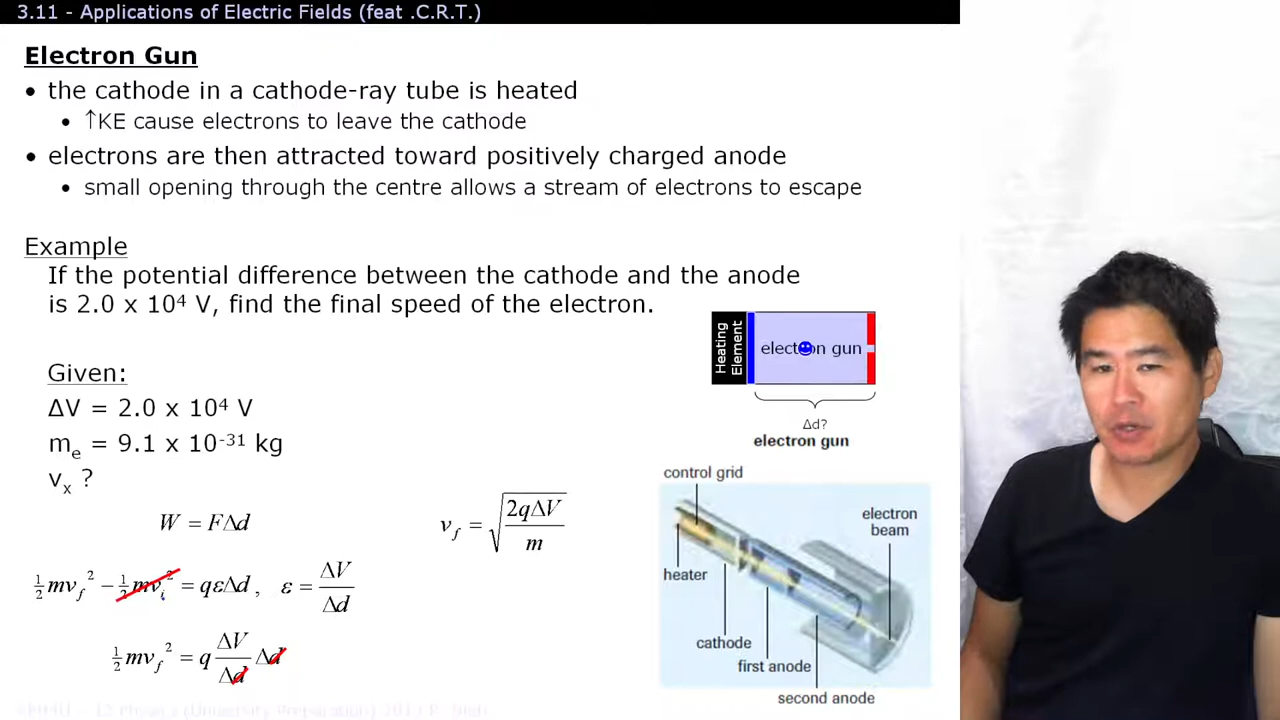 3.11 - Applications of Electric Fields (feat .C.R.T.)
Electron Gun
• the cathode in a cathode-ray tube is heated
• ↑KE cause electrons to leave the cathode
• electrons are then attracted toward positively charged anode
• small opening through the centre allows a stream of electrons to escape
Example
If the potential difference between the cathode and the anode
is 2.0 x 10⁴ V, find the final speed of the electron.
Given:
ΔV = 2.0 x 10⁴ V
mₑ = 9.1 x 10⁻³¹ kg
vₓ ?
W = FΔd
½mv_f² − ½mv_i² = qεΔd , ε = ΔV/Δd
½mv_f² = q ΔV/Δd Δd
v_f = √(2qΔV/m)
Heating
Element
electron gun
Δd?
electron gun
control grid
electron
beam
heater
cathode
first anode
second anode